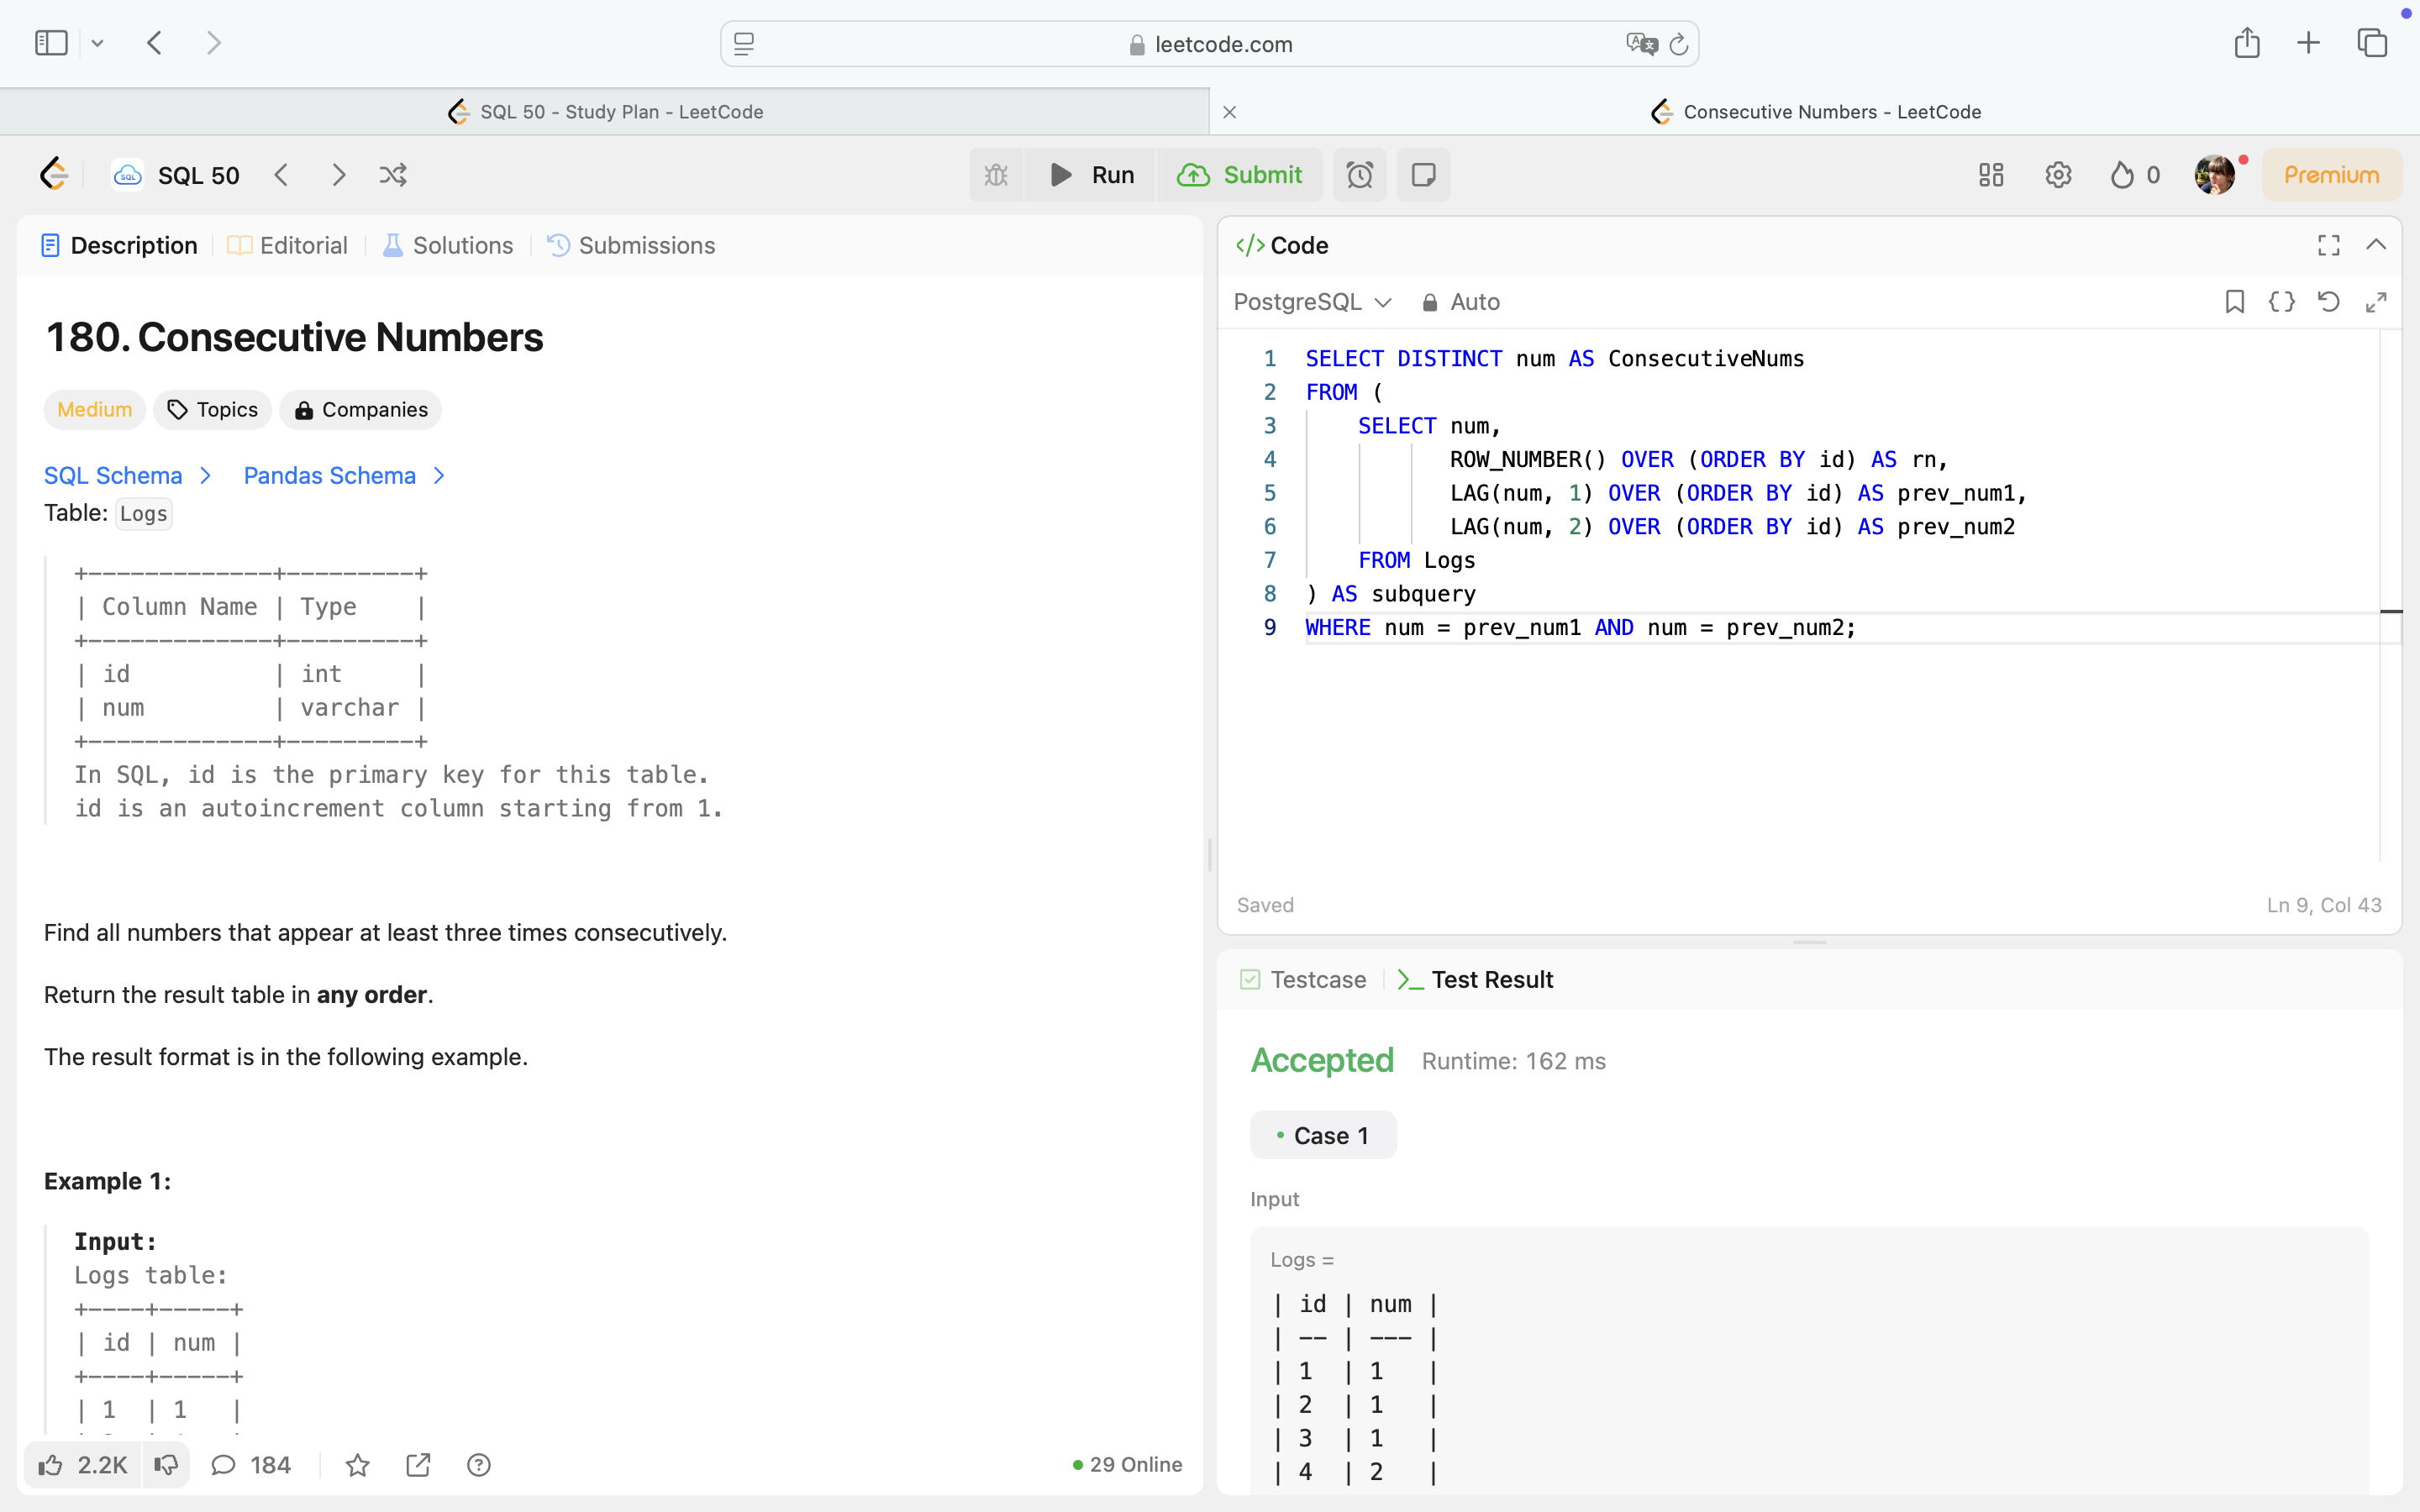 leetcode.com
SQL 50 - Study Plan - LeetCode
Consecutive Numbers - LeetCode
SQL
SQL 50
Run
Submit
0
Premium
Description
Editorial
Solutions
Submissions
180. Consecutive Numbers
Medium
Topics
Companies
SQL Schema
Pandas Schema
Table: Logs
+-------------+---------+
| Column Name | Type    |
+-------------+---------+
| id          | int     |
| num         | varchar |
+-------------+---------+
In SQL, id is the primary key for this table.
id is an autoincrement column starting from 1.
Find all numbers that appear at least three times consecutively.
Return the result table in any order.
The result format is in the following example.
Example 1:
Input:
Logs table:
+----+-----+
| id | num |
+----+-----+
| 1  | 1   |
2.2K
184
29 Online
</> Code
PostgreSQL
Auto
1 SELECT DISTINCT num AS ConsecutiveNums
2 FROM (
3     SELECT num,
4            ROW_NUMBER() OVER (ORDER BY id) AS rn,
5            LAG(num, 1) OVER (ORDER BY id) AS prev_num1,
6            LAG(num, 2) OVER (ORDER BY id) AS prev_num2
7     FROM Logs
8 ) AS subquery
9 WHERE num = prev_num1 AND num = prev_num2;
Saved
Ln 9, Col 43
Testcase
>_ Test Result
Accepted
Runtime: 162 ms
• Case 1
Input
Logs =
| id | num |
| -- | --- |
| 1  | 1   |
| 2  | 1   |
| 3  | 1   |
| 4  | 2   |